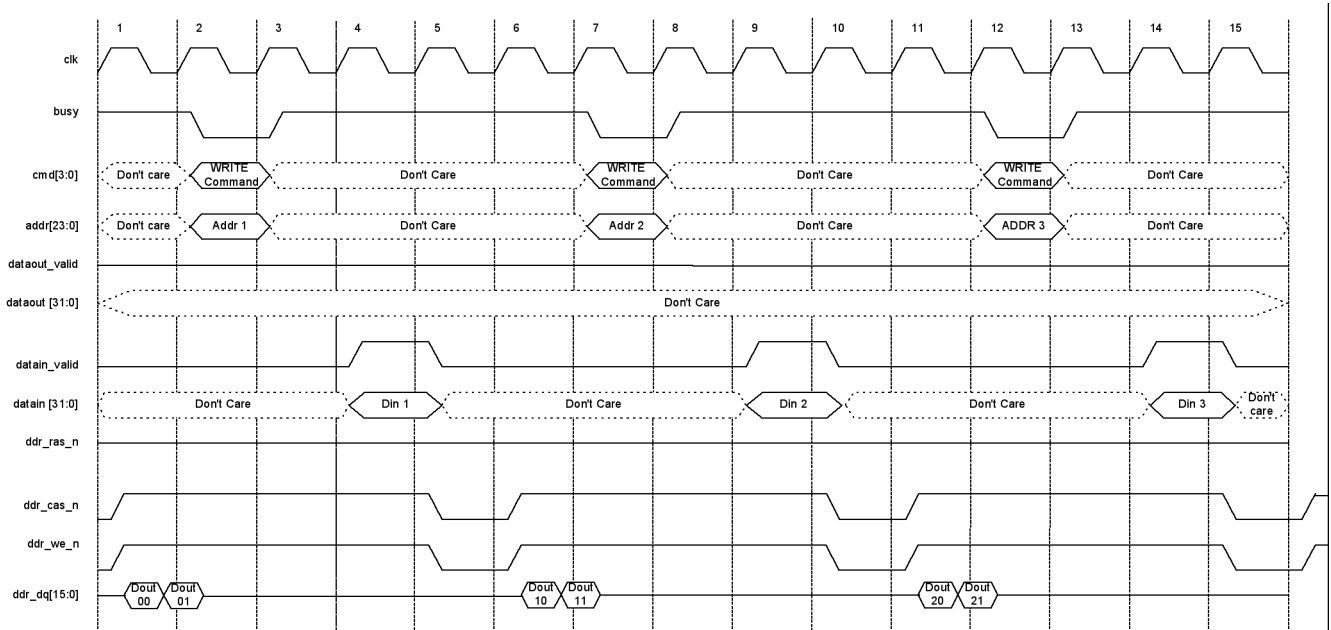 1 2 3 4 5 6 7 8 9 10 11 12 13 14 15
clk
busy
cmd[3:0] Don't care WRITE Command Don't Care WRITE Command Don't Care WRITE Command Don't Care
addr[23:0] Don't care Addr 1 Don't Care Addr 2 Don't Care ADDR 3 Don't Care
dataout_valid
dataout [31:0] Don't Care
datain_valid
datain [31:0] Don't Care Din 1 Don't Care Din 2 Don't Care Din 3 Don't care
ddr_ras_n
ddr_cas_n
ddr_we_n
ddr_dq[15:0] Dout 00 Dout 01 Dout 10 Dout 11 Dout 20 Dout 21